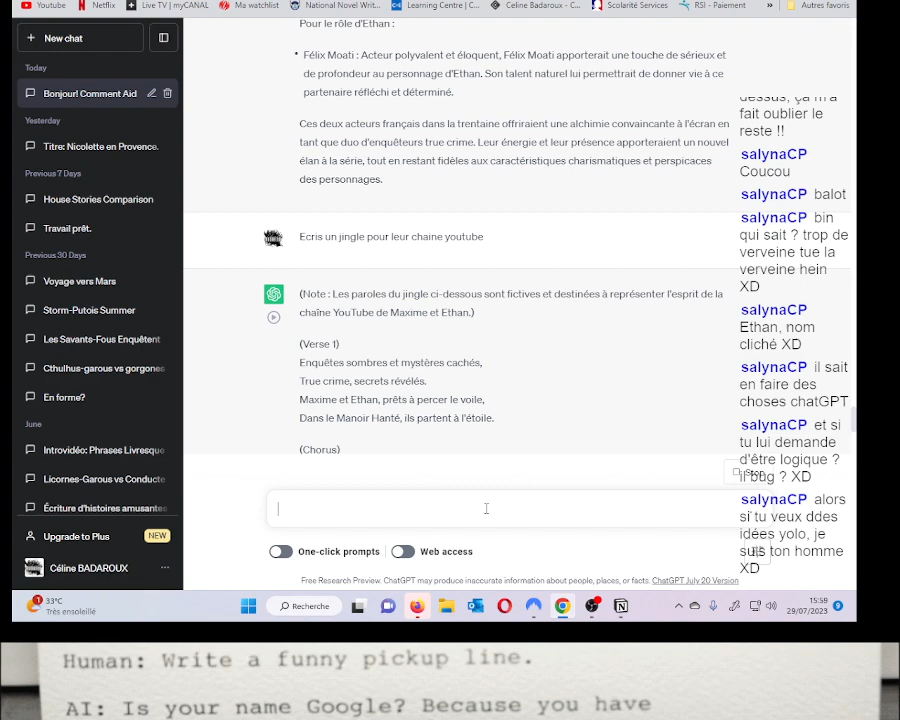 Youtube
Netflix
Live TV | myCANAL
Ma watchlist
National Novel Writ...
Learning Centre | C...
Celine Badaroux - C...
Scolarité Services
RSI - Paiement
»
Autres favoris
+ New chat
Today
Bonjour! Comment Aid
Yesterday
Titre: Nicolette en Provence.
Previous 7 Days
House Stories Comparison
Travail prêt.
Previous 30 Days
Voyage vers Mars
Storm-Putois Summer
Les Savants-Fous Enquêtent
Cthulhus-garous vs gorgone
En forme?
June
Introvidéo: Phrases Livresque
Licornes-Garous vs Conducte
Écriture d'histoires amusante
Upgrade to Plus
NEW
Céline BADAROUX
...
Pour le rôle d'Ethan :
• Félix Moati : Acteur polyvalent et éloquent, Félix Moati apporterait une touche de sérieux et
de profondeur au personnage d'Ethan. Son talent naturel lui permettrait de donner vie à ce
partenaire réfléchi et déterminé.
Ces deux acteurs français dans la trentaine offriraient une alchimie convaincante à l'écran en
tant que duo d'enquêteurs true crime. Leur énergie et leur présence apporteraient un nouvel
élan à la série, tout en restant fidèles aux caractéristiques charismatiques et perspicaces
des personnages.
Ecris un jingle pour leur chaine youtube
(Note : Les paroles du jingle ci-dessous sont fictives et destinées à représenter l'esprit de la
chaîne YouTube de Maxime et Ethan.)
(Verse 1)
Enquêtes sombres et mystères cachés,
True crime, secrets révélés.
Maxime et Ethan, prêts à percer le voile,
Dans le Manoir Hanté, ils partent à l'étoile.
(Chorus)
One-click prompts
Web access
Free Research Preview. ChatGPT may produce inaccurate information about people, places, or facts. ChatGPT July 20 Version
dessus, ça m'a
fait oublier le
reste !!
salynaCP
Coucou
salynaCP balot
salynaCP bin
qui sait ? trop de
verveine tue la
verveine hein
XD
salynaCP
Ethan, nom
cliché XD
salynaCP il sait
en faire des
choses chatGPT
salynaCP et si
tu lui demande
d'être logique ?
il bug ? XD
salynaCP alors
si tu veux ddes
idées yolo, je
suis ton homme
XD
33°C
Très ensoleillé
Recherche
15:59
29/07/2023
Human: Write a funny pickup line.
AI: Is your name Google? Because you have